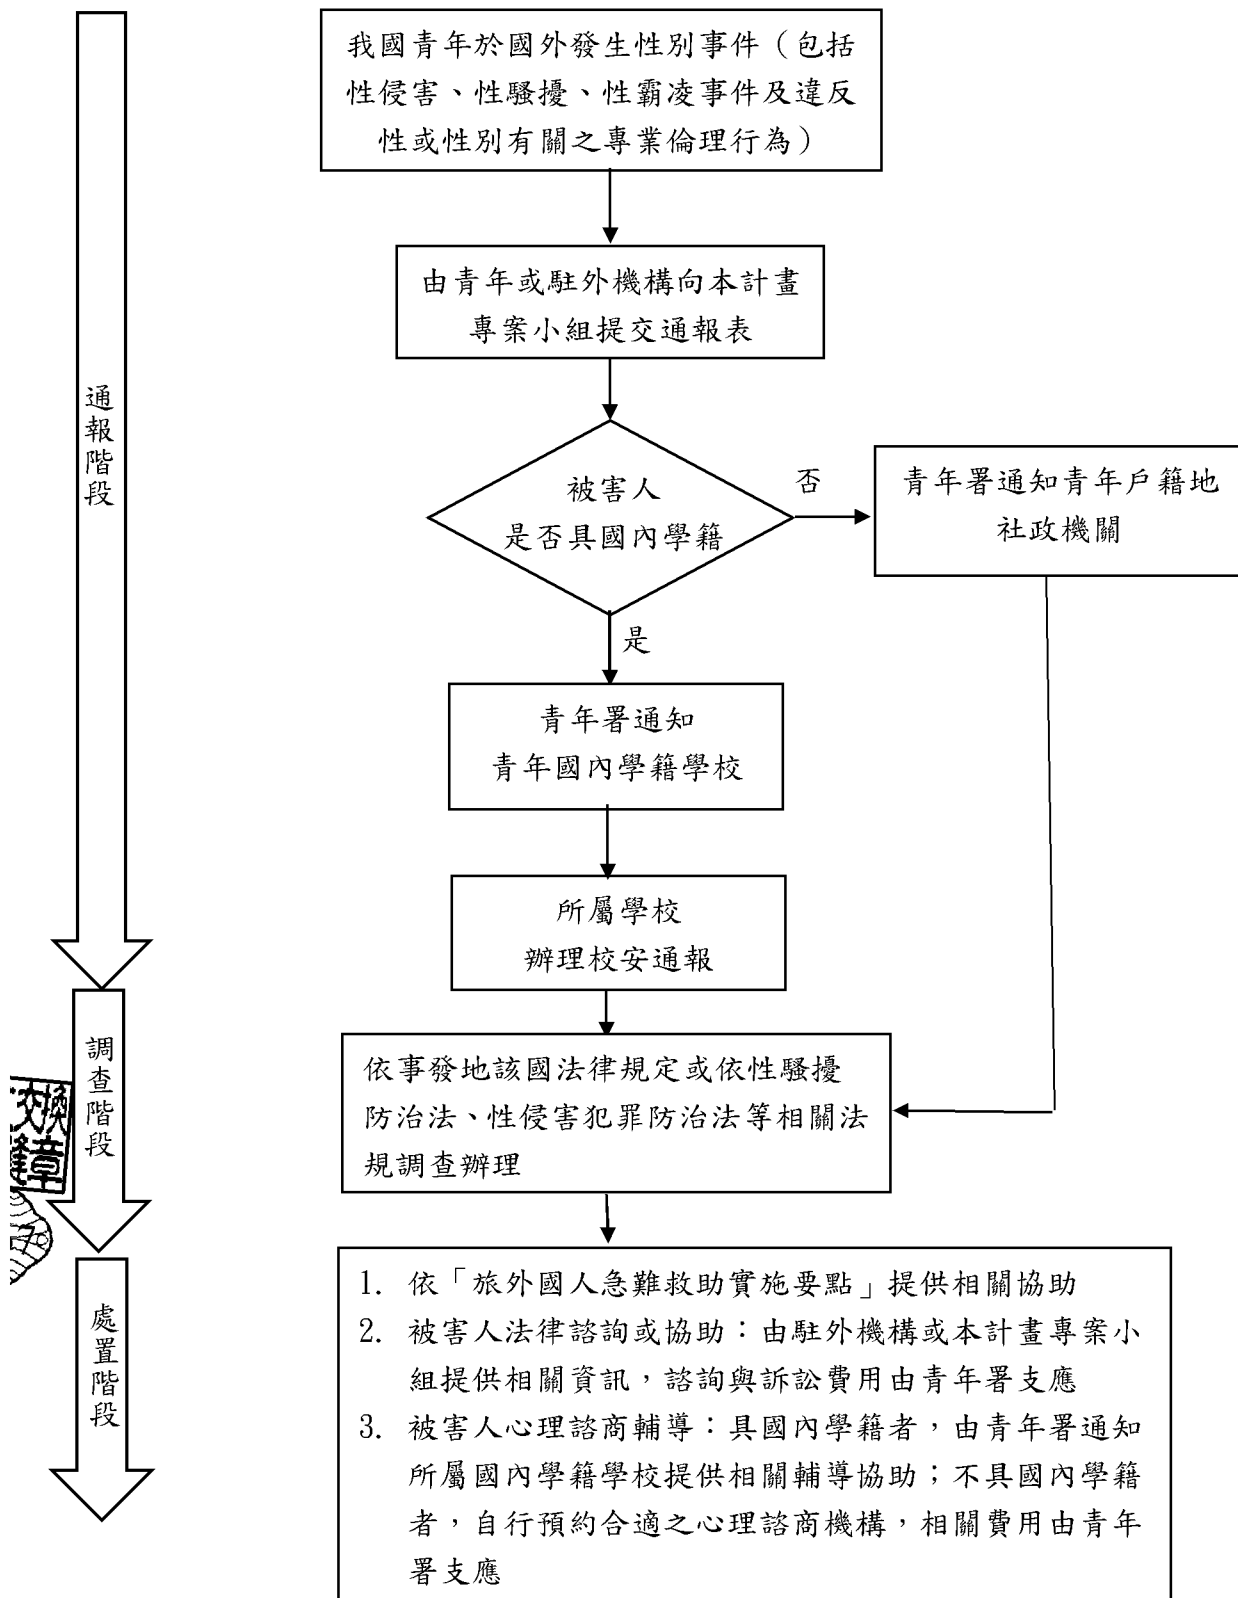 我國青年於國外發生性別事件（包括
性侵害、性騷擾、性霸凌事件及違反
性或性別有關之專業倫理行為）
由青年或駐外機構向本計畫
專案小組提交通報表
通報階段
被害人
是否具國內學籍
否
青年署通知青年戶籍地
社政機關
是
青年署通知
青年國內學籍學校
所屬學校
辦理校安通報
調查階段
依事發地該國法律規定或依性騷擾
防治法、性侵害犯罪防治法等相關法
規調查辦理
換
交
章
縫
處置階段
1. 依「旅外國人急難救助實施要點」提供相關協助
2. 被害人法律諮詢或協助：由駐外機構或本計畫專案小
組提供相關資訊，諮詢與訴訟費用由青年署支應
3. 被害人心理諮商輔導：具國內學籍者，由青年署通知
所屬國內學籍學校提供相關輔導協助；不具國內學籍
者，自行預約合適之心理諮商機構，相關費用由青年
署支應